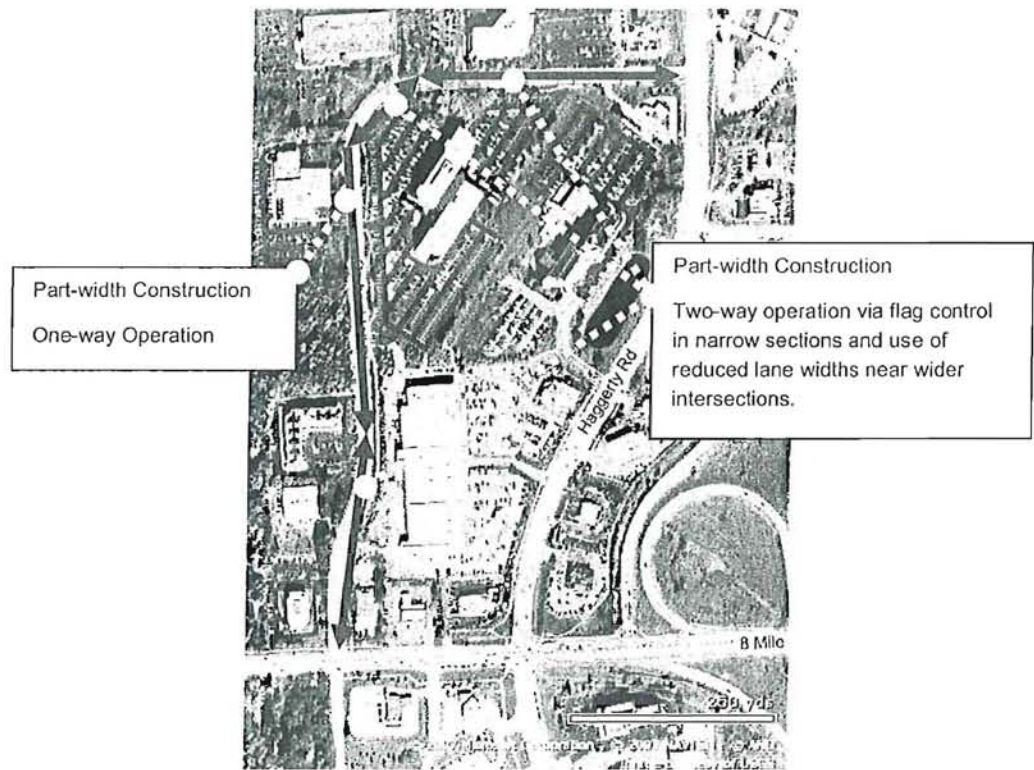 Part-width Construction
One-way Operation
Part-width Construction
Two-way operation via flag control
in narrow sections and use of
reduced lane widths near wider
intersections.
Haggerty Rd
8 Mile
250 yds
Corporation